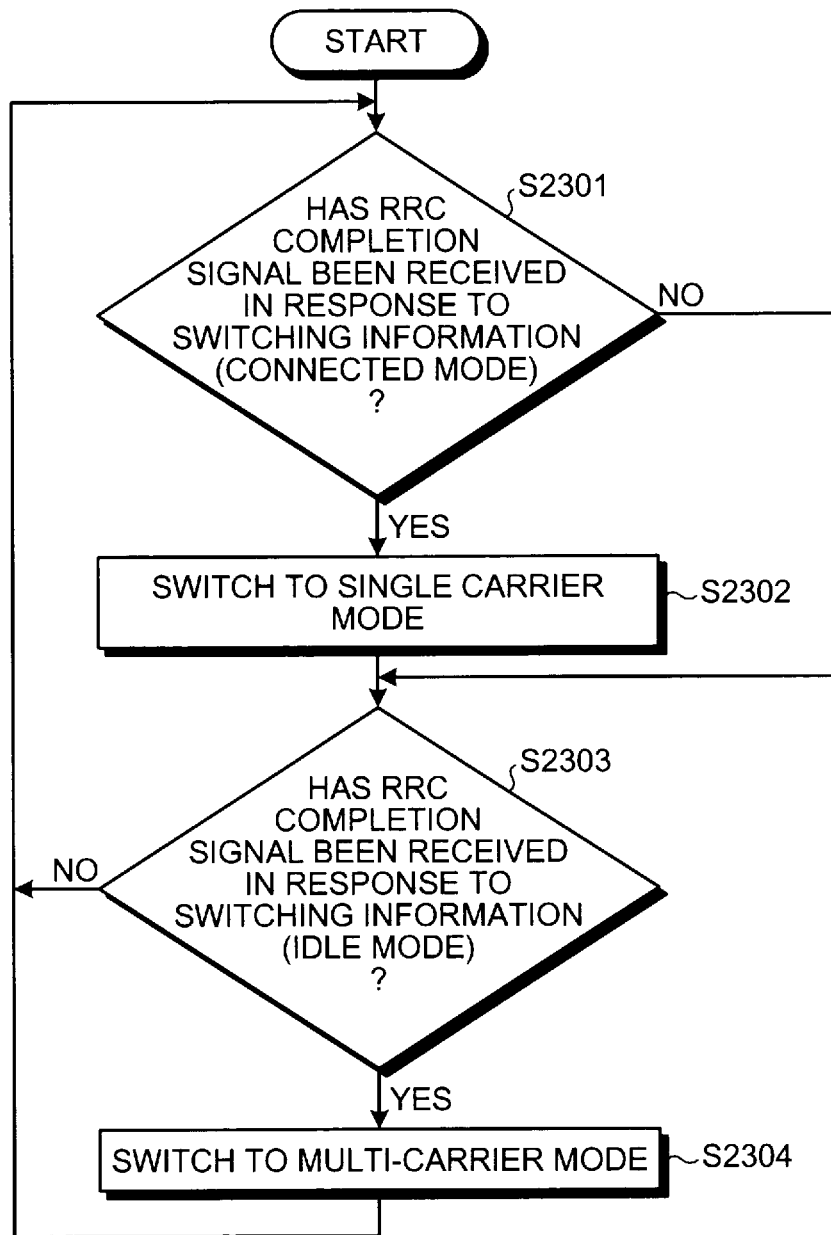 START
S2301
HAS RRC
COMPLETION
SIGNAL BEEN RECEIVED
IN RESPONSE TO
SWITCHING INFORMATION
(CONNECTED MODE)
?
NO
YES
SWITCH TO SINGLE CARRIER
MODE
S2302
S2303
HAS RRC
COMPLETION
SIGNAL BEEN RECEIVED
IN RESPONSE TO
SWITCHING INFORMATION
(IDLE MODE)
?
NO
YES
SWITCH TO MULTI-CARRIER MODE
S2304